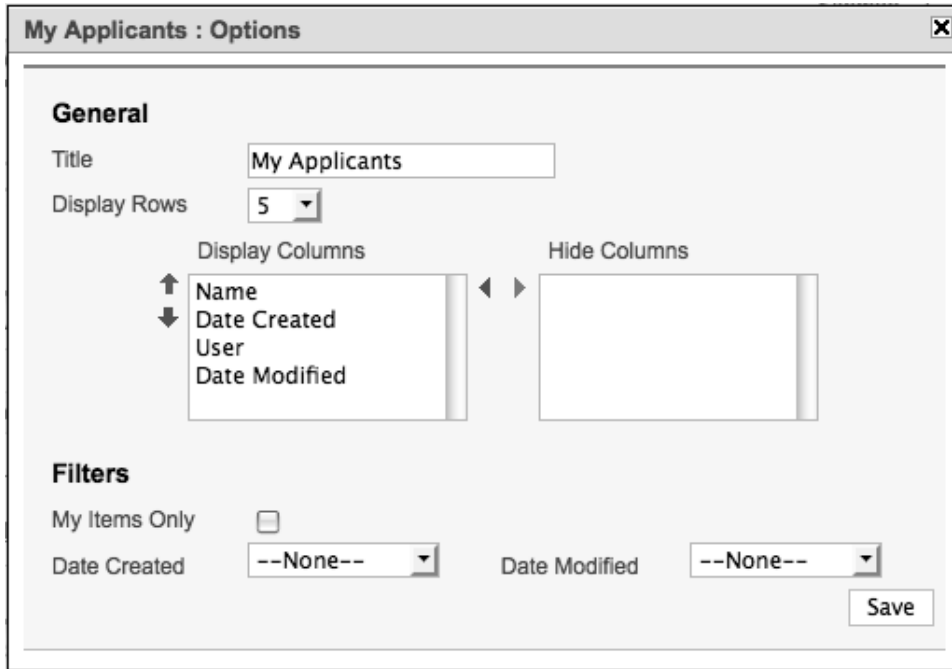 My Applicants : Options
General
Title My Applicants
Display Rows 5
Display Columns Hide Columns
Name
Date Created
User
Date Modified
Filters
My Items Only
Date Created --None-- Date Modified --None--
Save